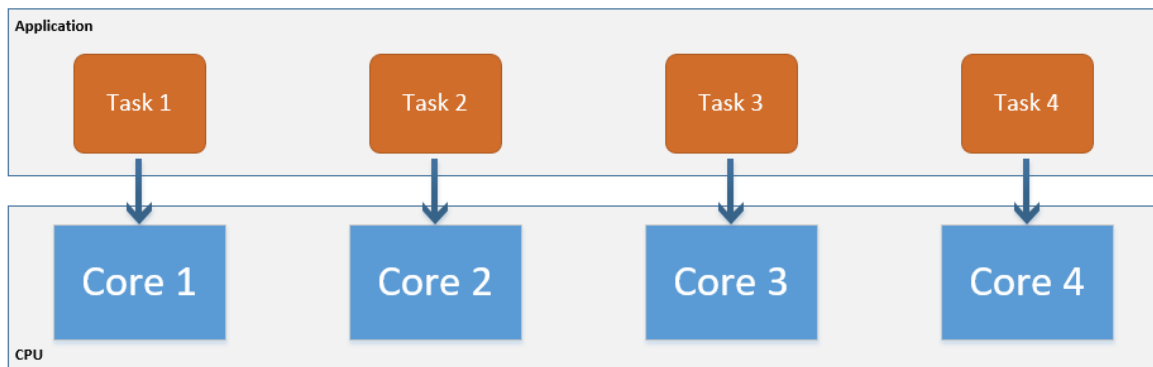 Application
Task 1
Task 2
Task 3
Task 4
Core 1
Core 2
Core 3
Core 4
CPU